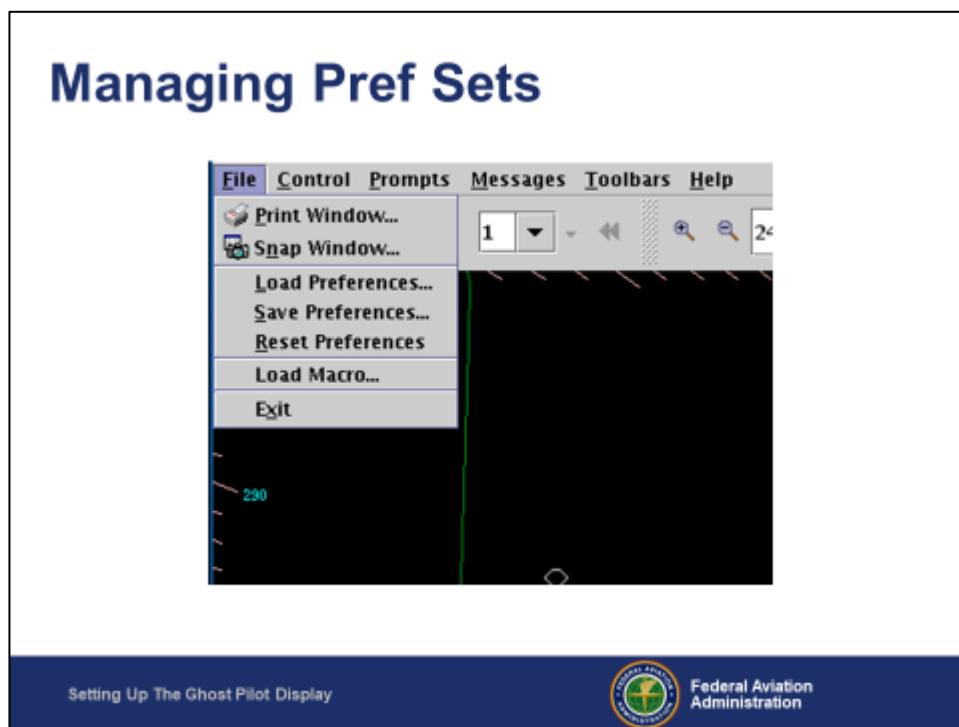 Managing Pref Sets
File Control Prompts Messages Toolbars Help
Print Window...
Snap Window...
1
24
Load Preferences...
Save Preferences...
Reset Preferences
Load Macro...
Exit
290
Setting Up The Ghost Pilot Display
Federal Aviation
Administration